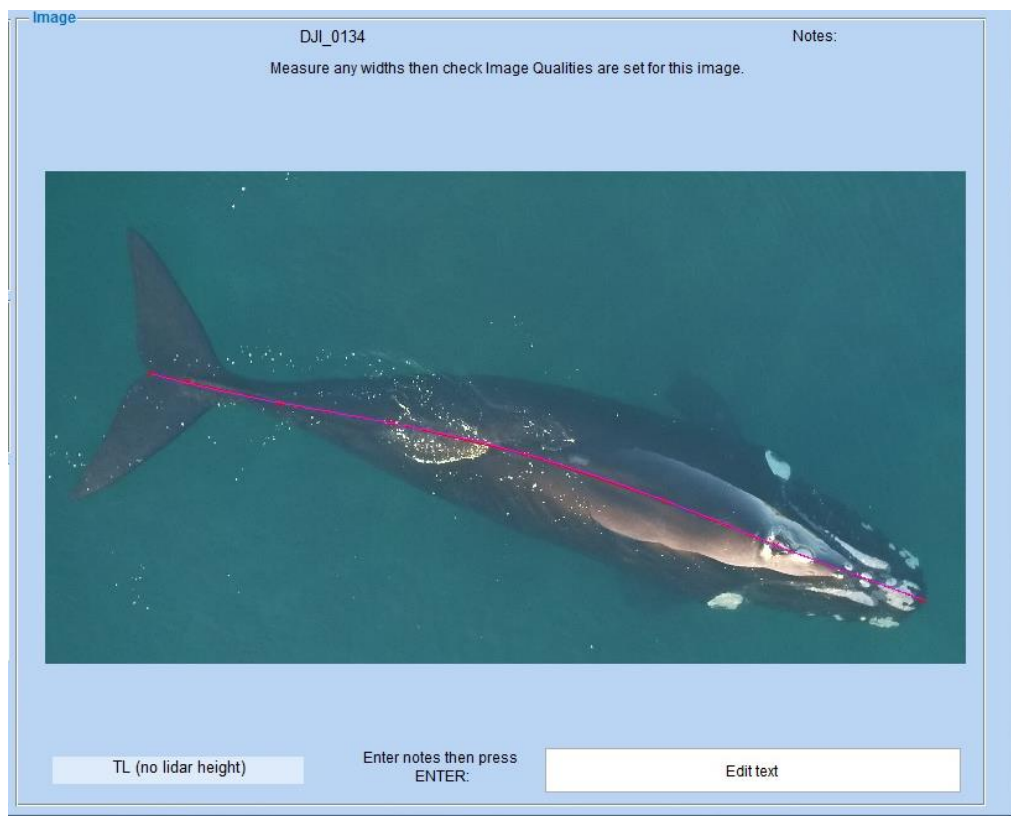 Image
DJI_0134
Notes:
Measure any widths then check Image Qualities are set for this image.
TL (no lidar height)
Enter notes then press
ENTER:
Edit text